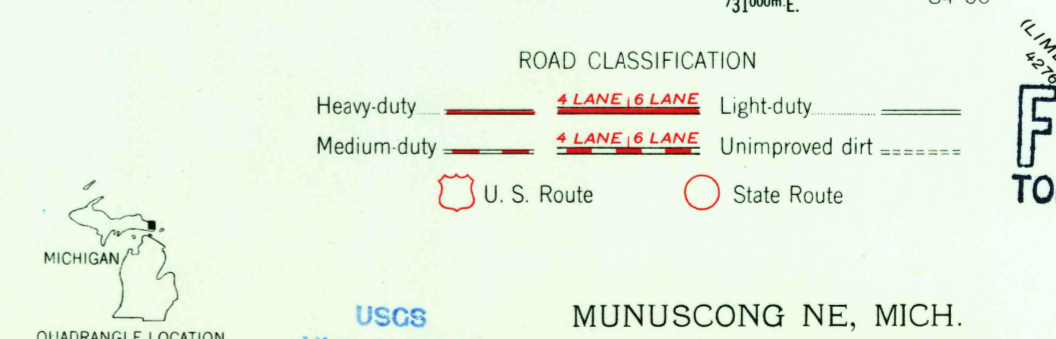 731000m.E.
ROAD CLASSIFICATION
Heavy-duty 4 LANE 6 LANE Light-duty
Medium-duty 4 LANE 6 LANE Unimproved dirt
U. S. Route State Route
MICHIGAN
QUADRANGLE LOCATION
USGS
MUNUSCONG NE, MICH.